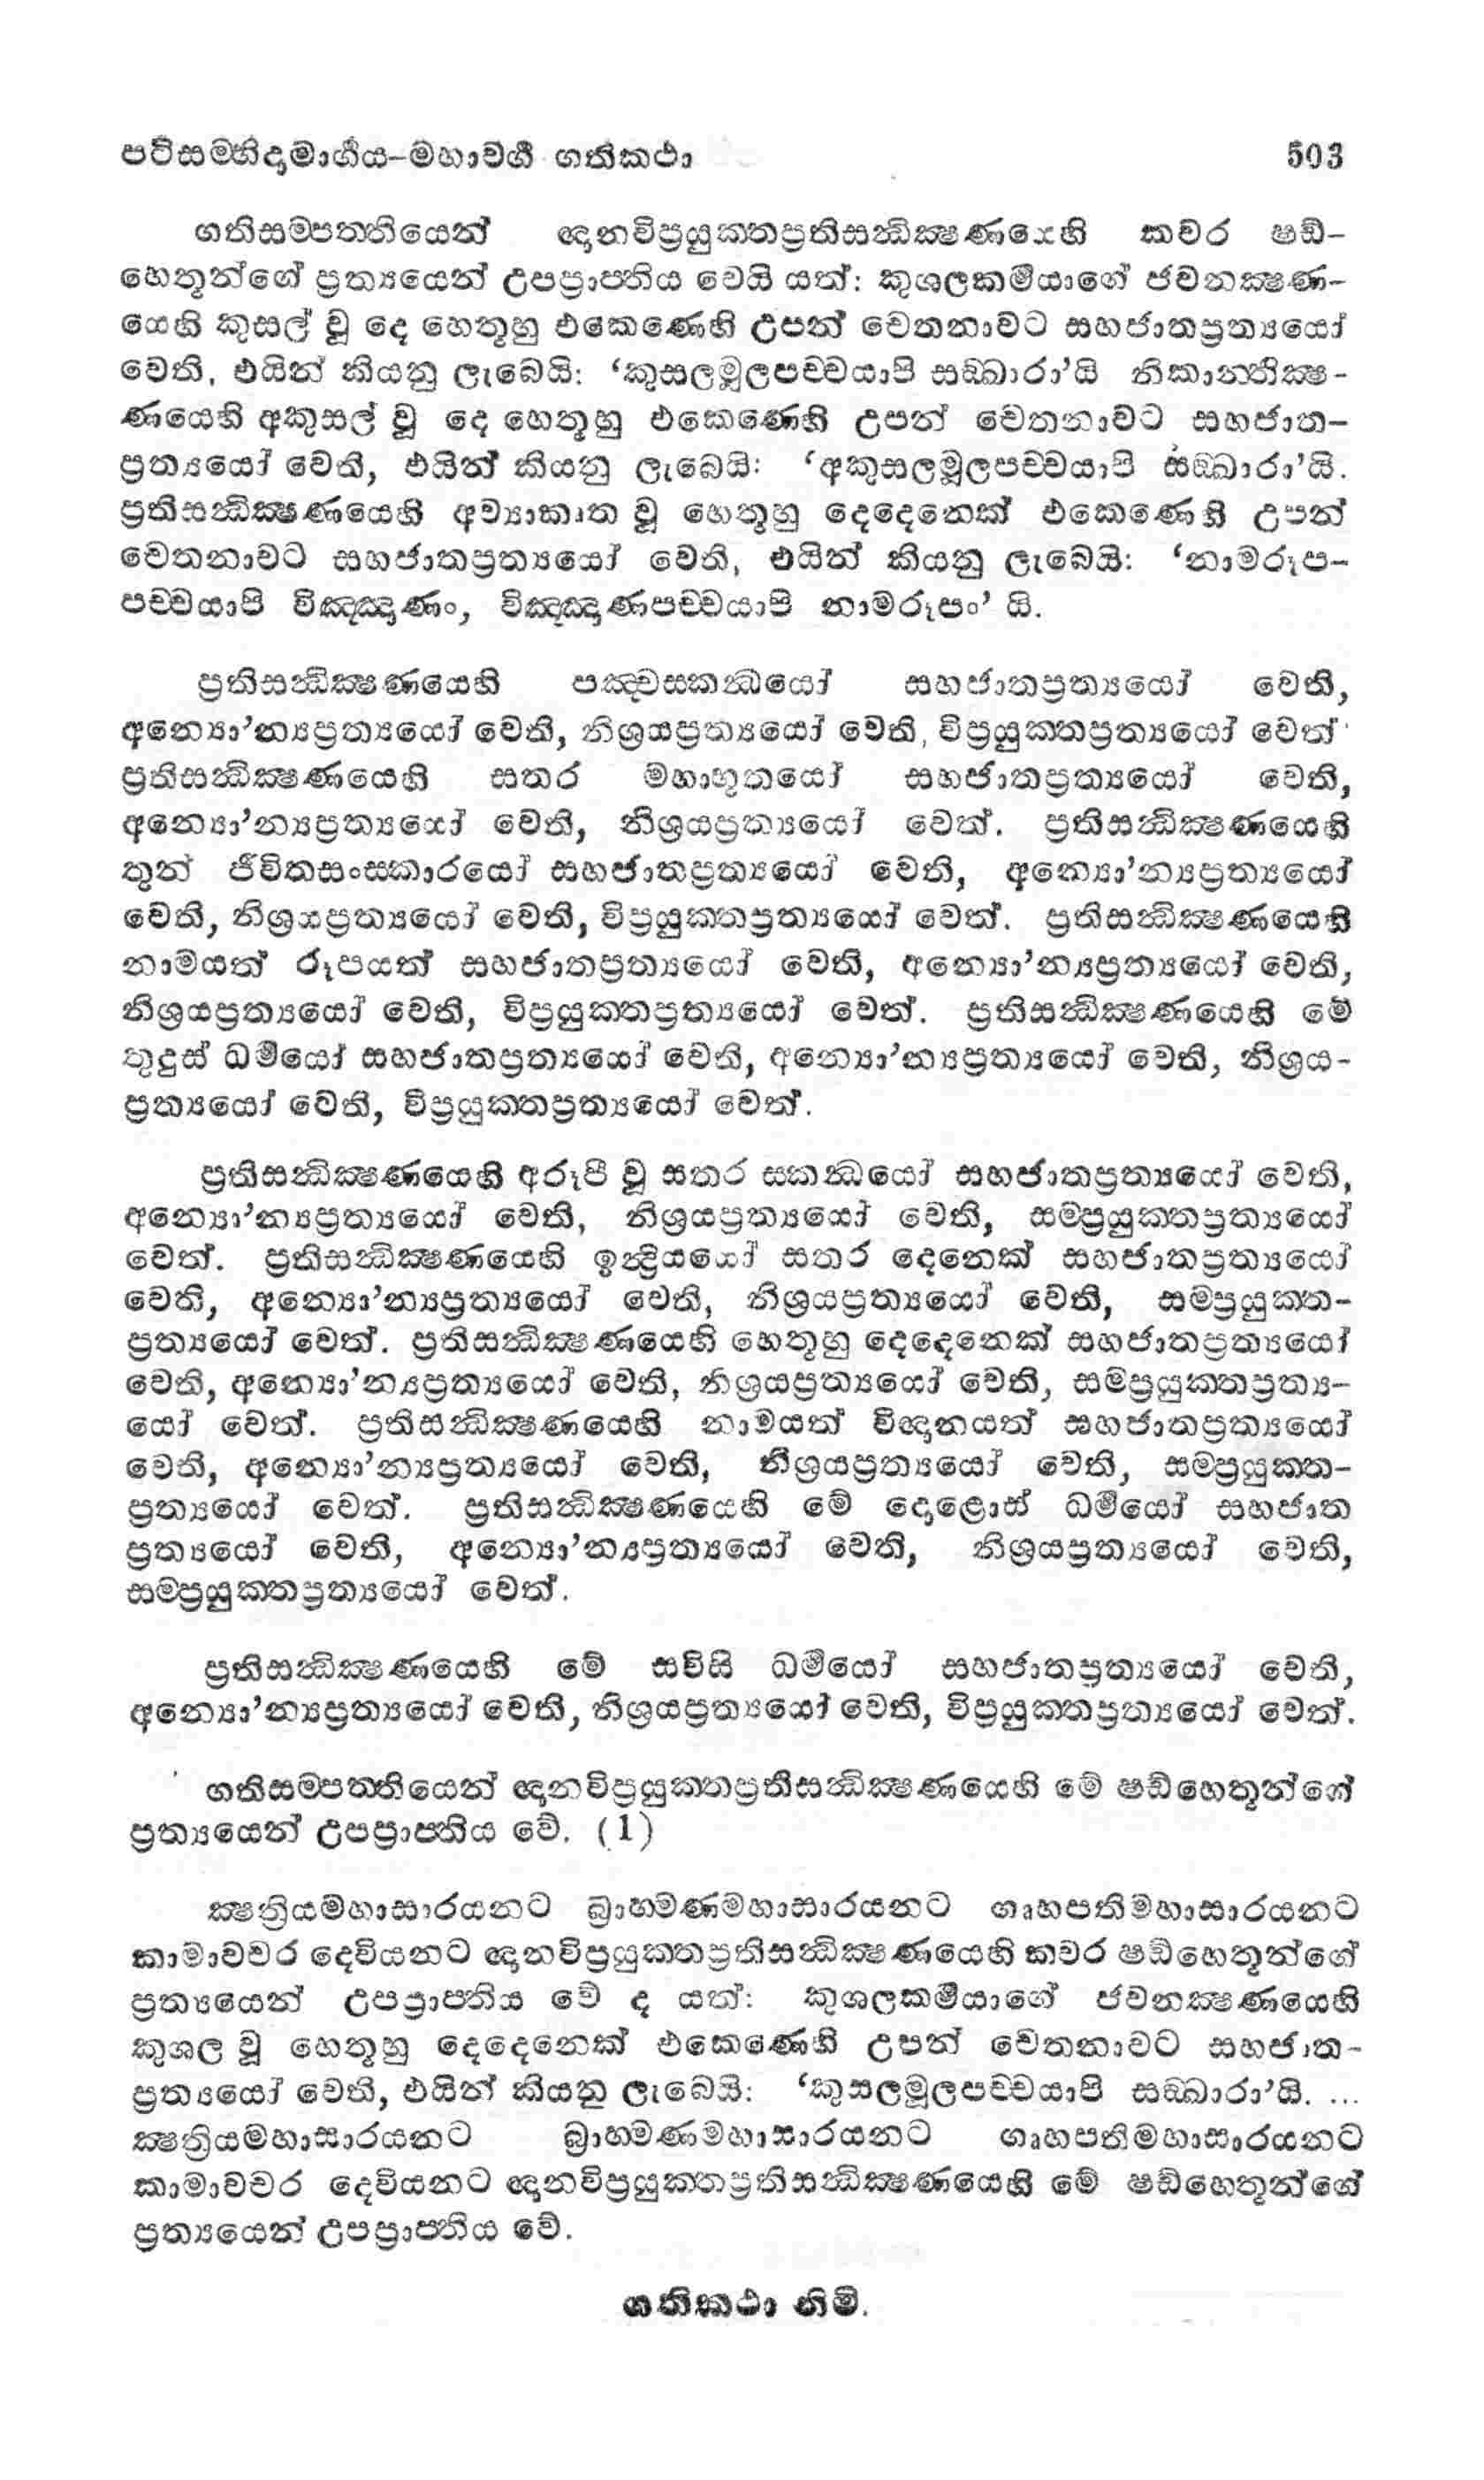 පටිසම්භිදාමාර්ගය-මහාවර්ග ගතිකථා 503
ගතිසම්පත්තියෙන් ඥානවිප්‍රයුක්තප්‍රතිසන්ධික්ෂණයෙහි කවර ෂඩ්-
හෙතූන්ගේ ප්‍රත්‍යයෙන් උපප්‍රාප්තිය වෙයි යත්: කුශලකර්මයාගේ ජවනක්ෂණ-
යෙහි කුසල් වූ දෙ හෙතූහු එකෙණෙහි උපන් චෙතනාවට සහජාතප්‍රත්‍යයෝ
වෙති, එයින් කියනු ලැබෙයි: ‘කුසලමූලපච්චයාපි සඞ්ඛාරා’යි නිකාන්තික්ෂ-
ණයෙහි අකුසල් වූ දෙ හෙතූහු එකෙණෙහි උපන් චෙතනාවට සහජාත-
ප්‍රත්‍යයෝ වෙති, එයින් කියනු ලැබෙයි: ‘අකුසලමූලපච්චයාපි සඞ්ඛාරා’යි.
ප්‍රතිසන්ධික්ෂණයෙහි අව්‍යාකෘත වූ හෙතූහු දෙදෙනෙක් එකෙණෙහි උපන්
චෙතනාවට සහජාතප්‍රත්‍යයෝ වෙති, එයින් කියනු ලැබෙයි: ‘නාමරූප-
පච්චයාපි විඤ්ඤාණං, විඤ්ඤාණපච්චයාපි නාමරූපං’ යි.
ප්‍රතිසන්ධික්ෂණයෙහි පඤ්චස්කන්ධයෝ සහජාතප්‍රත්‍යයෝ වෙති,
අන්‍යො’න්‍යප්‍රත්‍යයෝ වෙති, නිශ්‍රයප්‍රත්‍යයෝ වෙති, විප්‍රයුක්තප්‍රත්‍යයෝ වෙත්
ප්‍රතිසන්ධික්ෂණයෙහි සතර මහාභූතයෝ සහජාතප්‍රත්‍යයෝ වෙති,
අන්‍යො’න්‍යප්‍රත්‍යයෝ වෙති, නිශ්‍රයප්‍රත්‍යයෝ වෙත්. ප්‍රතිසන්ධික්ෂණයෙහි
තුන් ජීවිතසංස්කාරයෝ සහජාතප්‍රත්‍යයෝ වෙති, අන්‍යො’න්‍යප්‍රත්‍යයෝ
වෙති, නිශ්‍රයප්‍රත්‍යයෝ වෙති, විප්‍රයුක්තප්‍රත්‍යයෝ වෙත්. ප්‍රතිසන්ධික්ෂණයෙහි
නාමයත් රූපයත් සහජාතප්‍රත්‍යයෝ වෙති, අන්‍යො’න්‍යප්‍රත්‍යයෝ වෙති,
නිශ්‍රයප්‍රත්‍යයෝ වෙති, විප්‍රයුක්තප්‍රත්‍යයෝ වෙත්. ප්‍රතිසන්ධික්ෂණයෙහි මේ
තුදුස් ධර්මයෝ සහජාතප්‍රත්‍යයෝ වෙති, අන්‍යො’න්‍යප්‍රත්‍යයෝ වෙති, නිශ්‍රය-
ප්‍රත්‍යයෝ වෙති, විප්‍රයුක්තප්‍රත්‍යයෝ වෙත්.
ප්‍රතිසන්ධික්ෂණයෙහි අරූපී වූ සතර ස්කන්ධයෝ සහජාතප්‍රත්‍යයෝ වෙති,
අන්‍යො’න්‍යප්‍රත්‍යයෝ වෙති, නිශ්‍රයප්‍රත්‍යයෝ වෙති, සම්ප්‍රයුක්තප්‍රත්‍යයෝ
වෙත්. ප්‍රතිසන්ධික්ෂණයෙහි ඉන්ද්‍රියයෝ සතර දෙනෙක් සහජාතප්‍රත්‍යයෝ
වෙති, අන්‍යො’න්‍යප්‍රත්‍යයෝ වෙති, නිශ්‍රයප්‍රත්‍යයෝ වෙති, සම්ප්‍රයුක්ත-
ප්‍රත්‍යයෝ වෙත්. ප්‍රතිසන්ධික්ෂණයෙහි හෙතූහු දෙදෙනෙක් සහජාතප්‍රත්‍යයෝ
වෙති, අන්‍යො’න්‍යප්‍රත්‍යයෝ වෙති, නිශ්‍රයප්‍රත්‍යයෝ වෙති, සම්ප්‍රයුක්තප්‍රත්‍ය-
යෝ වෙත්. ප්‍රතිසන්ධික්ෂණයෙහි නාමයත් විඥානයත් සහජාතප්‍රත්‍යයෝ
වෙති, අන්‍යො’න්‍යප්‍රත්‍යයෝ වෙති, නිශ්‍රයප්‍රත්‍යයෝ වෙති, සම්ප්‍රයුක්ත-
ප්‍රත්‍යයෝ වෙත්. ප්‍රතිසන්ධික්ෂණයෙහි මේ දොළොස් ධර්මයෝ සහජාත
ප්‍රත්‍යයෝ වෙති, අන්‍යො’න්‍යප්‍රත්‍යයෝ වෙති, නිශ්‍රයප්‍රත්‍යයෝ වෙති,
සම්ප්‍රයුක්තප්‍රත්‍යයෝ වෙත්.
ප්‍රතිසන්ධික්ෂණයෙහි මේ සවිසි ධර්මයෝ සහජාතප්‍රත්‍යයෝ වෙති,
අන්‍යො’න්‍යප්‍රත්‍යයෝ වෙති, නිශ්‍රයප්‍රත්‍යයෝ වෙති, විප්‍රයුක්තප්‍රත්‍යයෝ වෙත්.
ගතිසම්පත්තියෙන් ඥානවිප්‍රයුක්තප්‍රතිසන්ධික්ෂණයෙහි මේ ෂඩ්හෙතූන්ගේ
ප්‍රත්‍යයෙන් උපප්‍රාප්තිය වේ. (1)
ක්ෂත්‍රියමහාසාරයනට බ්‍රාහ්මණමහාසාරයනට ගෘහපතිමහාසාරයනට
කාමාවචර දෙවියනට ඥානවිප්‍රයුක්තප්‍රතිසන්ධික්ෂණයෙහි කවර ෂඩ්හෙතූන්ගේ
ප්‍රත්‍යයෙන් උපප්‍රාප්තිය වේ ද යත්: කුශලකර්මයාගේ ජවනක්ෂණයෙහි
කුශල වූ හෙතූහු දෙදෙනෙක් එකෙණෙහි උපන් චෙතනාවට සහජාත-
ප්‍රත්‍යයෝ වෙති, එයින් කියනු ලැබෙයි: ‘කුසලමූලපච්චයාපි සඞ්ඛාරා’යි. ...
ක්ෂත්‍රියමහාසාරයනට බ්‍රාහ්මණමහාසාරයනට ගෘහපතිමහාසාරයනට
කාමාවචර දෙවියනට ඥානවිප්‍රයුක්තප්‍රතිසන්ධික්ෂණයෙහි මේ ෂඩ්හෙතූන්ගේ
ප්‍රත්‍යයෙන් උපප්‍රාප්තිය වේ.
ගතිකථා නිමි.